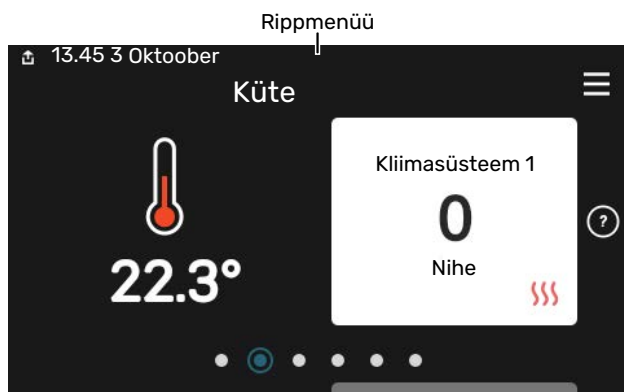 Rippmenüü
13.45 3 Oktoober
Küte
Kliimasüsteem 1
0
Nihe
22.3°
?